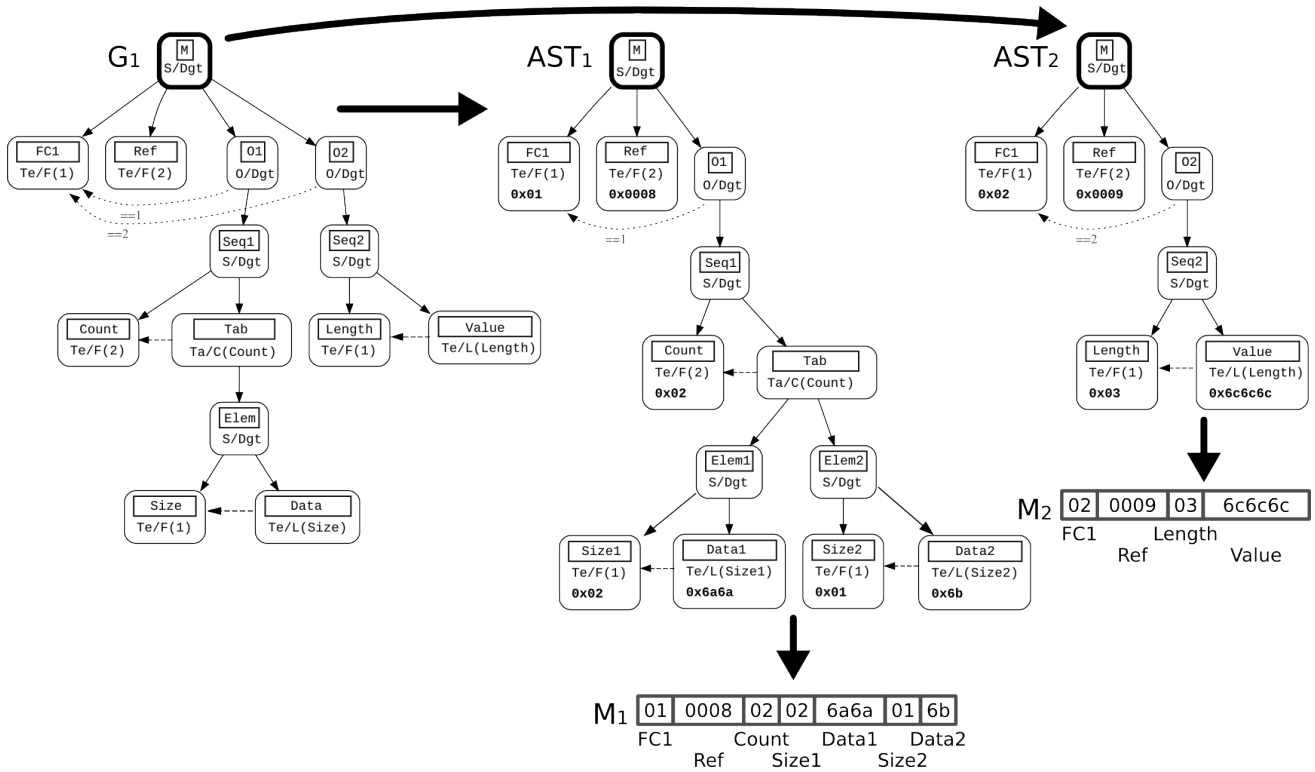 G1
M
S/Dgt
FC1
Te/F(1)
Ref
Te/F(2)
O1
O/Dgt
O2
O/Dgt
==1
==2
Seq1
S/Dgt
Seq2
S/Dgt
Count
Te/F(2)
Tab
Ta/C(Count)
Length
Te/F(1)
Value
Te/L(Length)
Elem
S/Dgt
Size
Te/F(1)
Data
Te/L(Size)
AST1
M
S/Dgt
FC1
Te/F(1)
0x01
Ref
Te/F(2)
0x0008
O1
O/Dgt
==1
Seq1
S/Dgt
Count
Te/F(2)
0x02
Tab
Ta/C(Count)
Elem1
S/Dgt
Elem2
S/Dgt
Size1
Te/F(1)
0x02
Data1
Te/L(Size1)
0x6a6a
Size2
Te/F(1)
0x01
Data2
Te/L(Size2)
0x6b
M1 01 0008 02 02 6a6a 01 6b
FC1 Count Data1 Data2
Ref Size1 Size2
AST2
M
S/Dgt
FC1
Te/F(1)
0x02
Ref
Te/F(2)
0x0009
O2
O/Dgt
==2
Seq2
S/Dgt
Length
Te/F(1)
0x03
Value
Te/L(Length)
0x6c6c6c
M2 02 0009 03 6c6c6c
FC1 Length
Ref Value